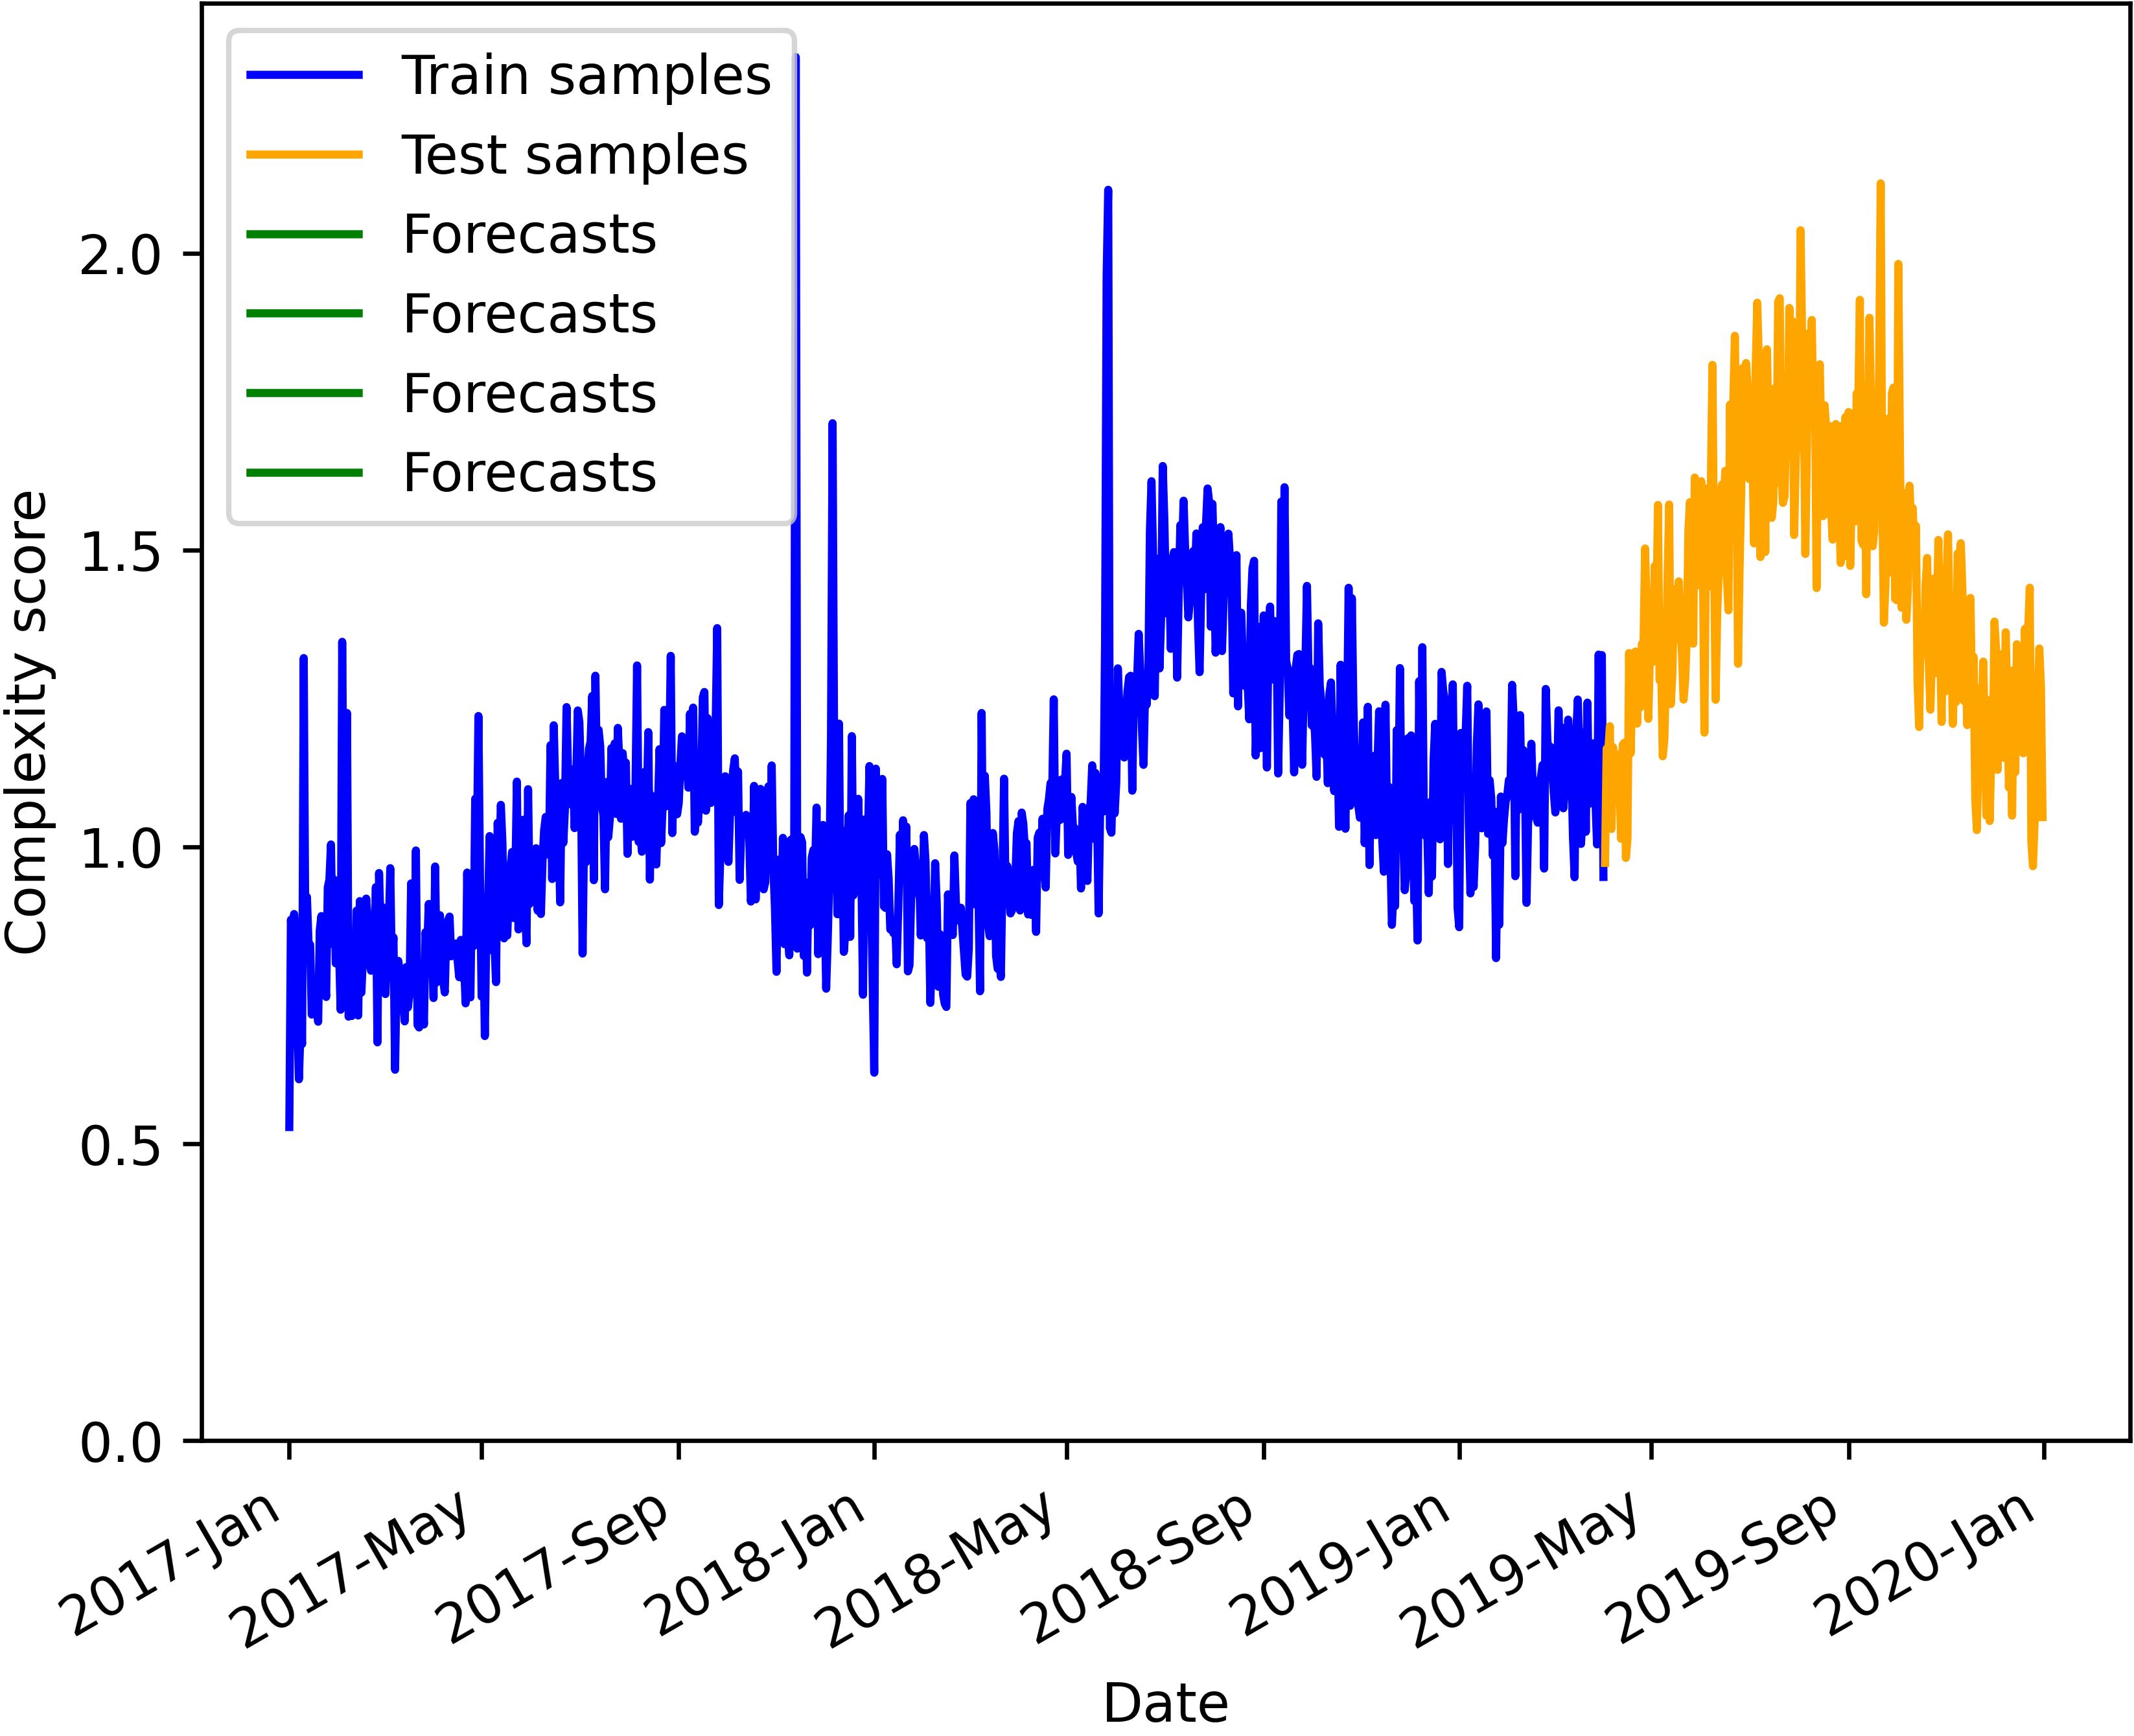 Train samples
Test samples
Forecasts
Forecasts
Forecasts
Forecasts
Complexity score
2.0
1.5
1.0
0.5
0.0
2017-Jan
2017-May
2017-Sep
2018-Jan
2018-May
2018-Sep
2019-Jan
2019-May
2019-Sep
2020-Jan
Date